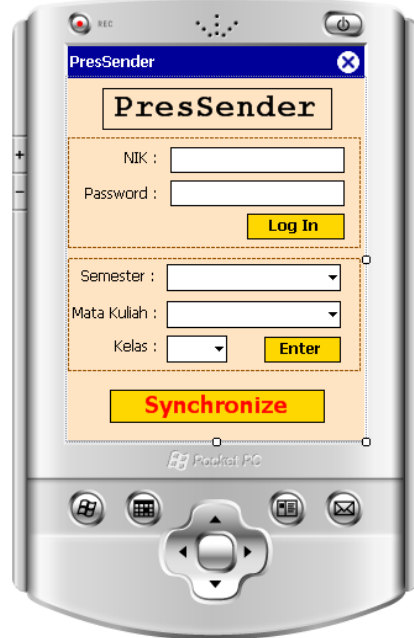 REC
PresSender
PresSender
NIK :
Password :
Log In
Semester :
Mata Kuliah :
Kelas :
Enter
Synchronize
Pocket PC
+
−